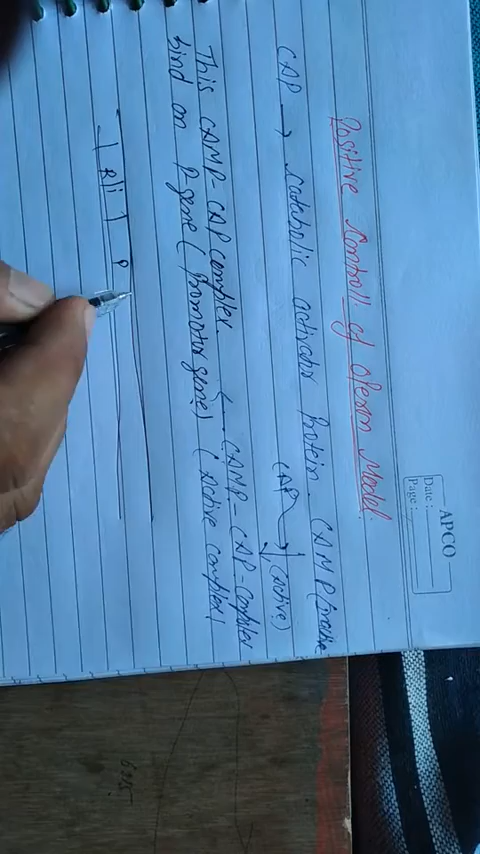 APCO
Date:
Page:
Positive Controll of operon Model
CAP → catabolic activator protein. CAMP (Inactive
CAP → (active)
← CAMP-CAP-Complex
This CAMP-CAP complex (Active complex)
bind on P gene (promotor gene)
P